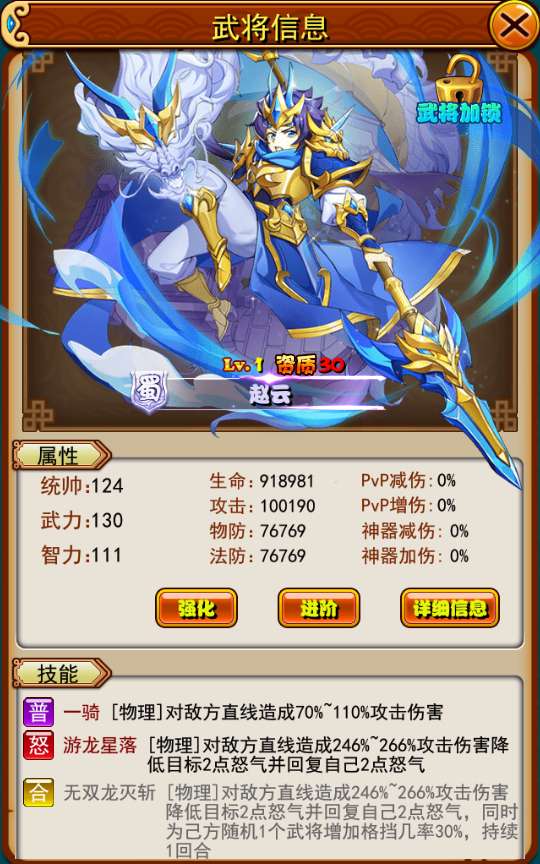 武将信息
武将加锁
Lv.1 资质30
蜀 赵云
属性
统帅:124
武力:130
智力:111
生命: 918981
攻击: 100190
物防: 76769
法防: 76769
PvP减伤: 0%
PvP增伤: 0%
神器减伤: 0%
神器加伤: 0%
强化 进阶 详细信息
技能
普 一骑 [物理]对敌方直线造成70%~110%攻击伤害
怒 游龙星落 [物理]对敌方直线造成246%~266%攻击伤害降
低目标2点怒气并回复自己2点怒气
合 无双龙灭斩 [物理]对敌方直线造成246%~266%攻击伤害
降低目标2点怒气并回复自己2点怒气，同时
为己方随机1个武将增加格挡几率30%，持续
1回合